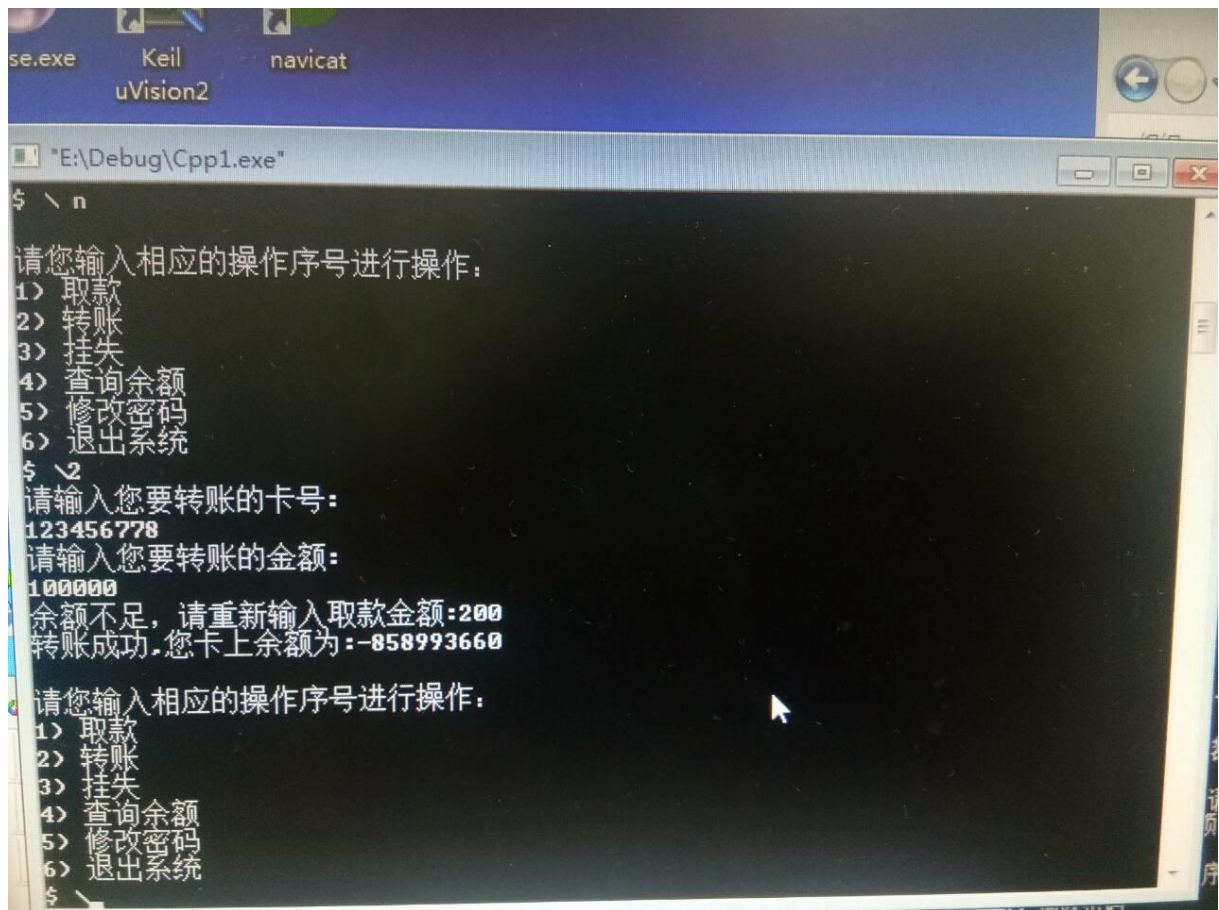 se.exe
Keil
uVision2
navicat
"E:\Debug\Cpp1.exe"
$ \ n
请您输入相应的操作序号进行操作：
1> 取款
2> 转账
3> 挂失
4> 查询余额
5> 修改密码
6> 退出系统
$ \2
请输入您要转账的卡号：
123456778
请输入您要转账的金额：
100000
余额不足，请重新输入取款金额:200
转账成功.您卡上余额为:-858993660
请您输入相应的操作序号进行操作：
1> 取款
2> 转账
3> 挂失
4> 查询余额
5> 修改密码
6> 退出系统
$ \